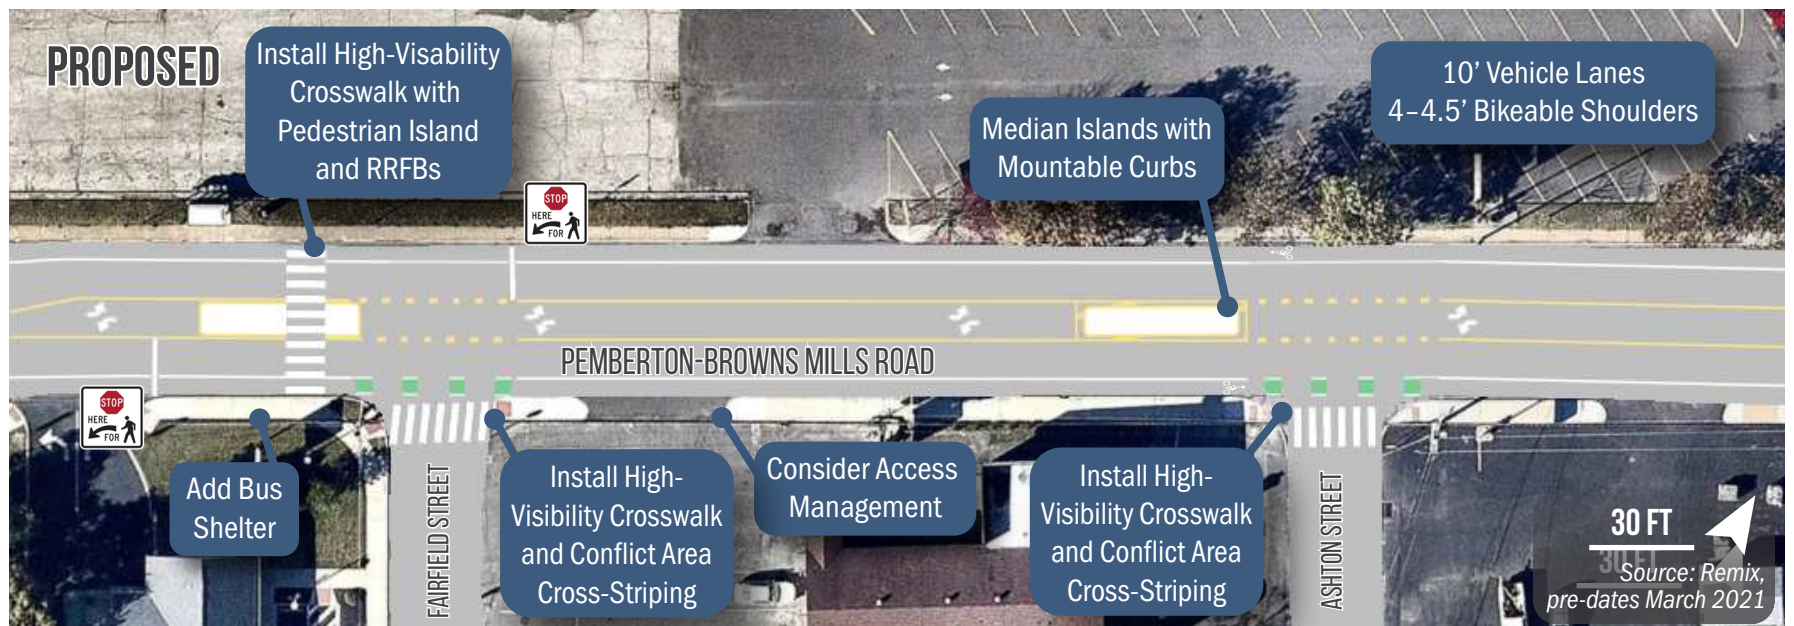 PROPOSED
Install High-Visability
Crosswalk with
Pedestrian Island
and RRFBs
10’ Vehicle Lanes
4–4.5’ Bikeable Shoulders
Median Islands with
Mountable Curbs
STOP
HERE
FOR
PEMBERTON-BROWNS MILLS ROAD
STOP
HERE
FOR
Add Bus
Shelter
FAIRFIELD STREET
Install High-
Visibility Crosswalk
and Conflict Area
Cross-Striping
Consider Access
Management
Install High-
Visibility Crosswalk
and Conflict Area
Cross-Striping
ASHTON STREET
30 FT
30 FT
Source: Remix,
pre-dates March 2021